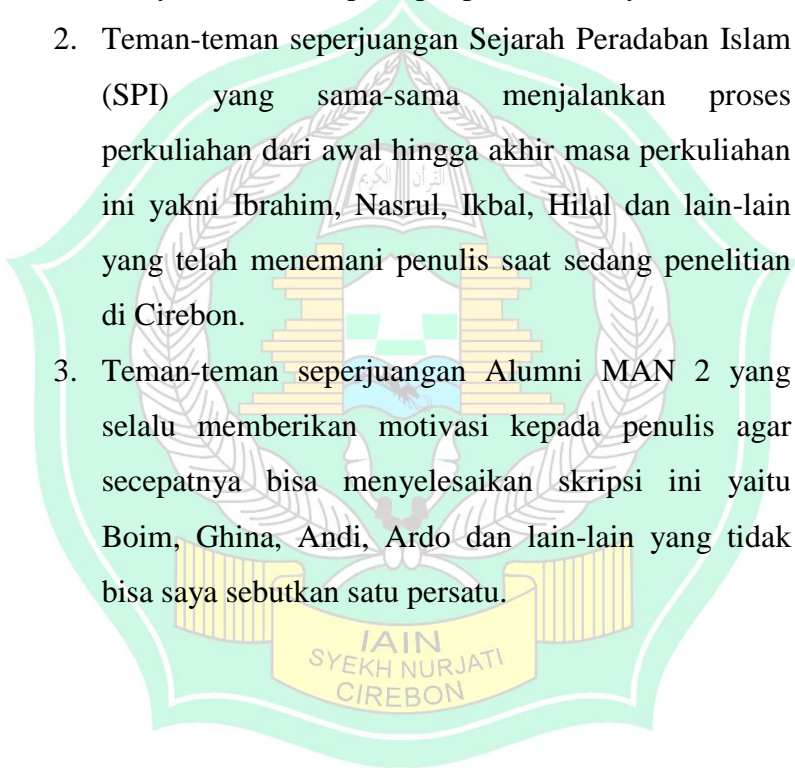 2. Teman-teman seperjuangan Sejarah Peradaban Islam
(SPI) yang sama-sama menjalankan proses
perkuliahan dari awal hingga akhir masa perkuliahan
ini yakni Ibrahim, Nasrul, Ikbal, Hilal dan lain-lain
yang telah menemani penulis saat sedang penelitian
di Cirebon.
3. Teman-teman seperjuangan Alumni MAN 2 yang
selalu memberikan motivasi kepada penulis agar
secepatnya bisa menyelesaikan skripsi ini yaitu
Boim, Ghina, Andi, Ardo dan lain-lain yang tidak
bisa saya sebutkan satu persatu.
IAIN
SYEKH NURJATI
CIREBON